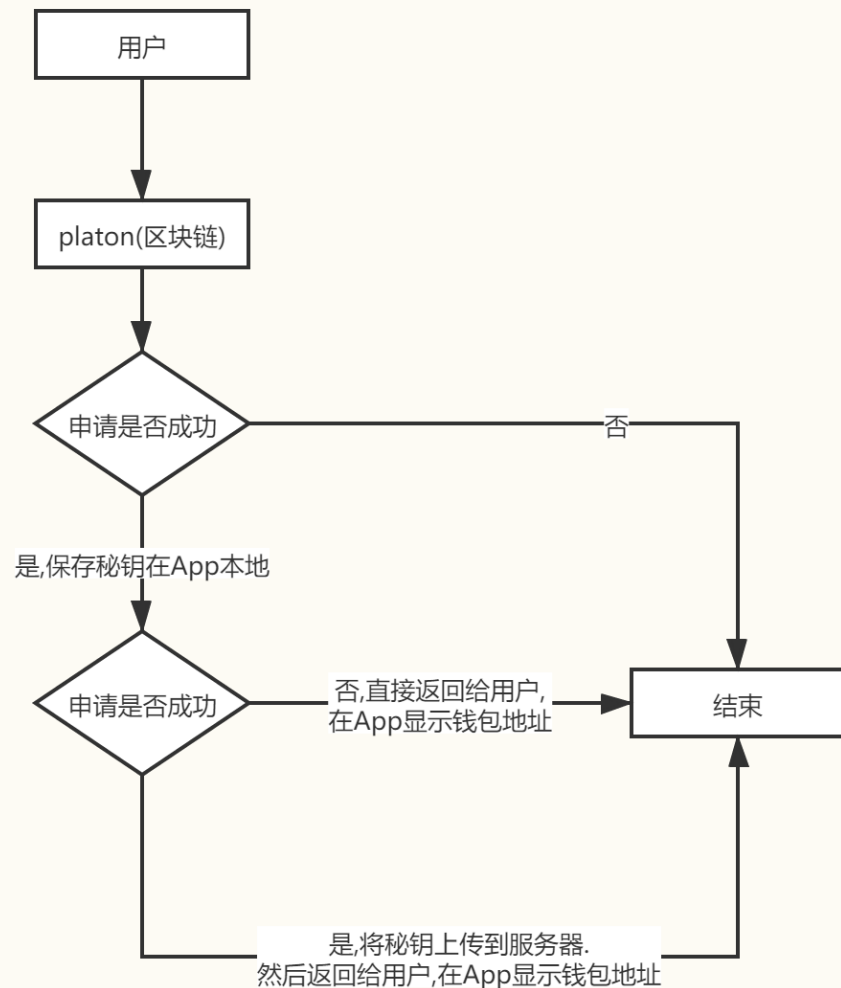 用户
platon(区块链)
申请是否成功
否
是,保存秘钥在App本地
申请是否成功
否,直接返回给用户,
在App显示钱包地址
结束
是,将秘钥上传到服务器.
然后返回给用户,在App显示钱包地址